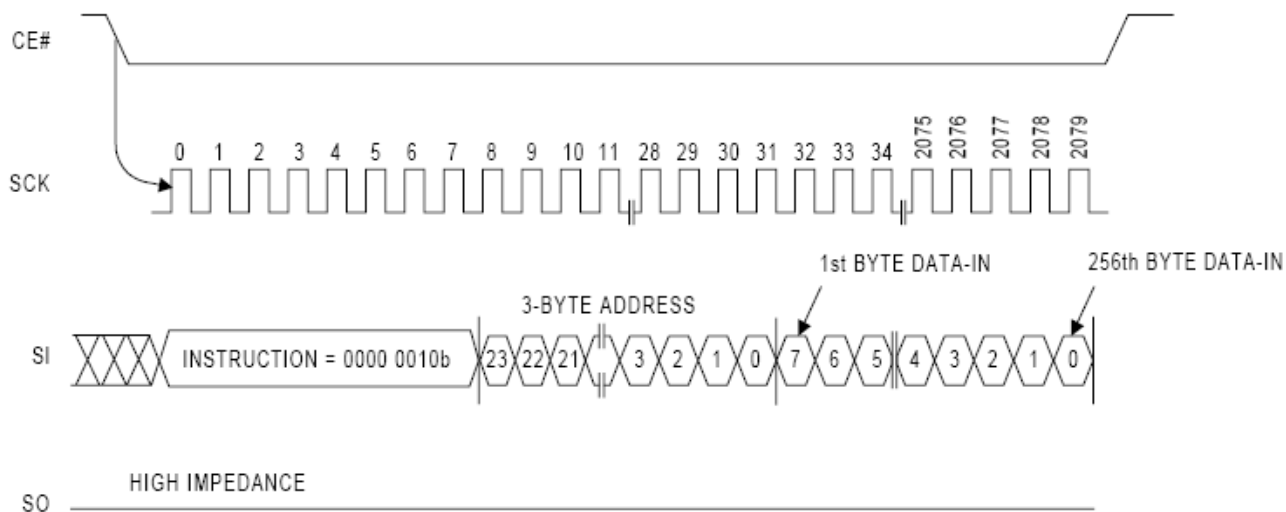 CE#
0 1 2 3 4 5 6 7 8 9 10 11 28 29 30 31 32 33 34 2075 2076 2077 2078 2079
SCK
1st BYTE DATA-IN 256th BYTE DATA-IN
3-BYTE ADDRESS
SI INSTRUCTION = 0000 0010b 23 22 21 3 2 1 0 7 6 5 4 3 2 1 0
HIGH IMPEDANCE
SO